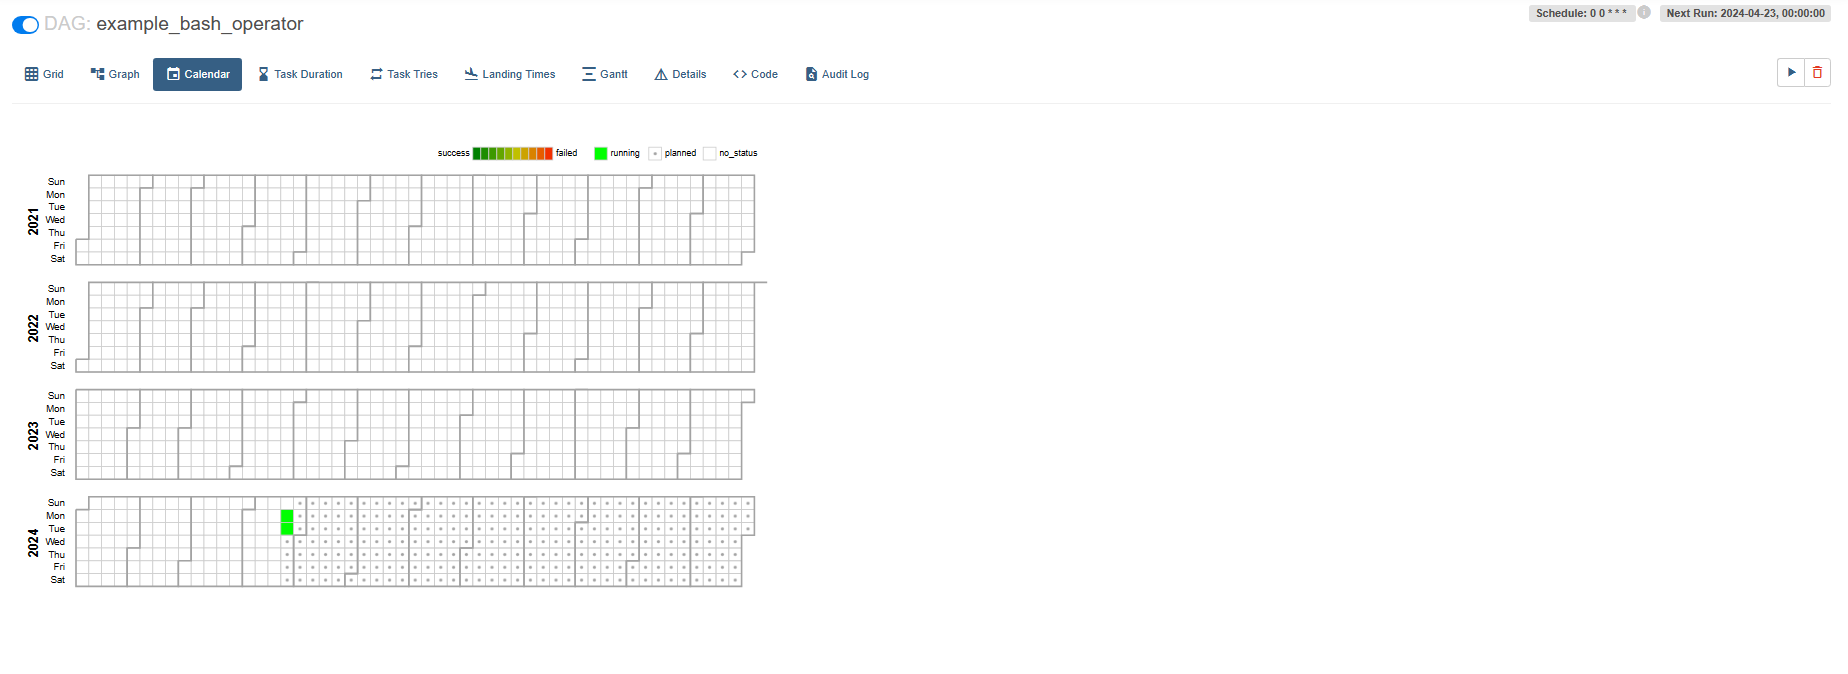 DAG: example_bash_operator
Schedule: 0 0 * * *
i
Next Run: 2024-04-23, 00:00:00
Grid
Graph
Calendar
Task Duration
Task Tries
Landing Times
Gantt
Details
Code
Audit Log
success
failed
running
planned
no_status
2021
Sun
Mon
Tue
Wed
Thu
Fri
Sat
2022
Sun
Mon
Tue
Wed
Thu
Fri
Sat
2023
Sun
Mon
Tue
Wed
Thu
Fri
Sat
2024
Sun
Mon
Tue
Wed
Thu
Fri
Sat